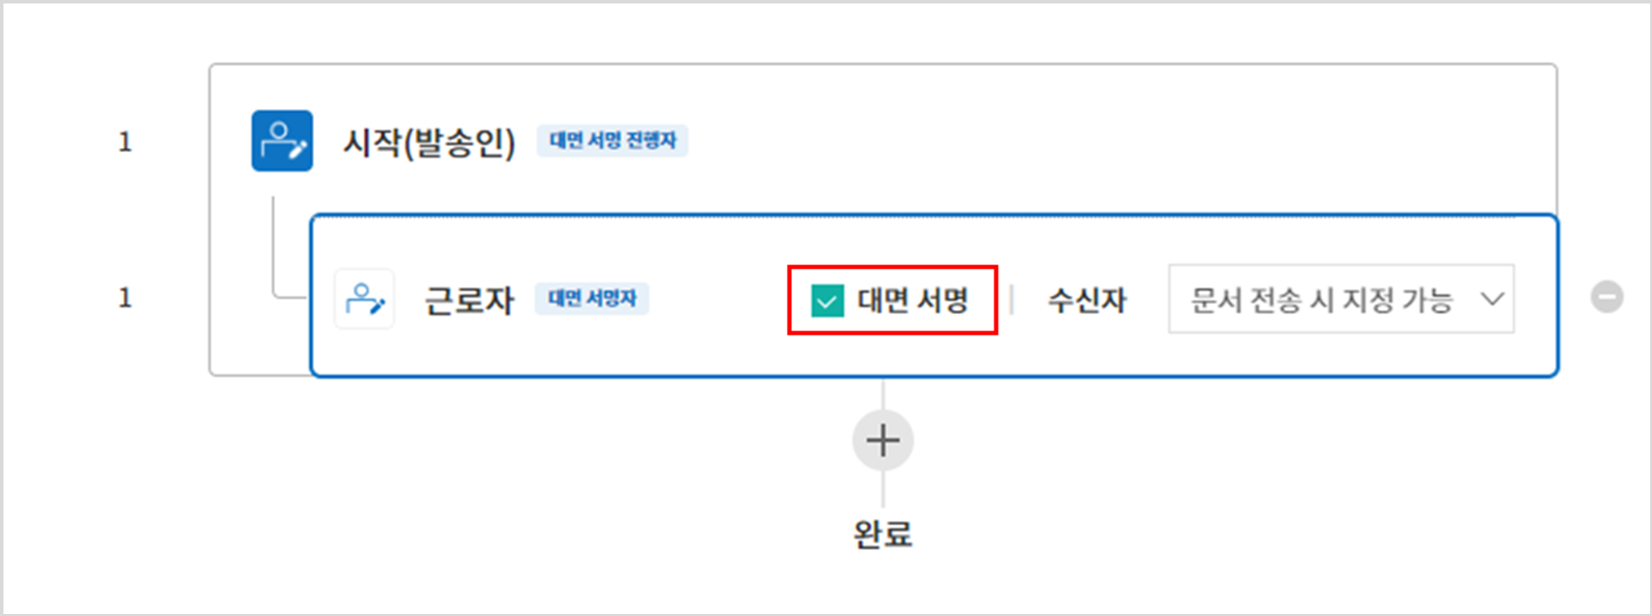 1 시작(발송인) 대면 서명 진행자
1 근로자 대면 서명자 대면 서명 수신자 문서 전송 시 지정 가능
완료